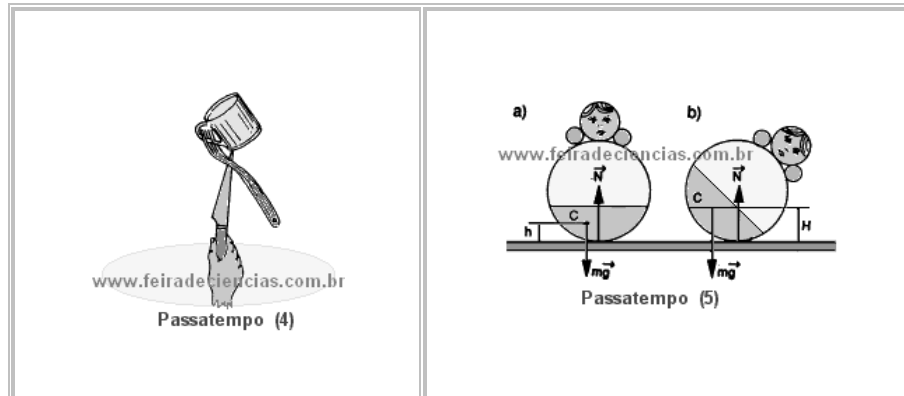 www.feiradeciencias.com.br
Passatempo (4)
a)
b)
www.feiradeciencias.com.br
N
N
C
C
h
H
mg
mg
Passatempo (5)